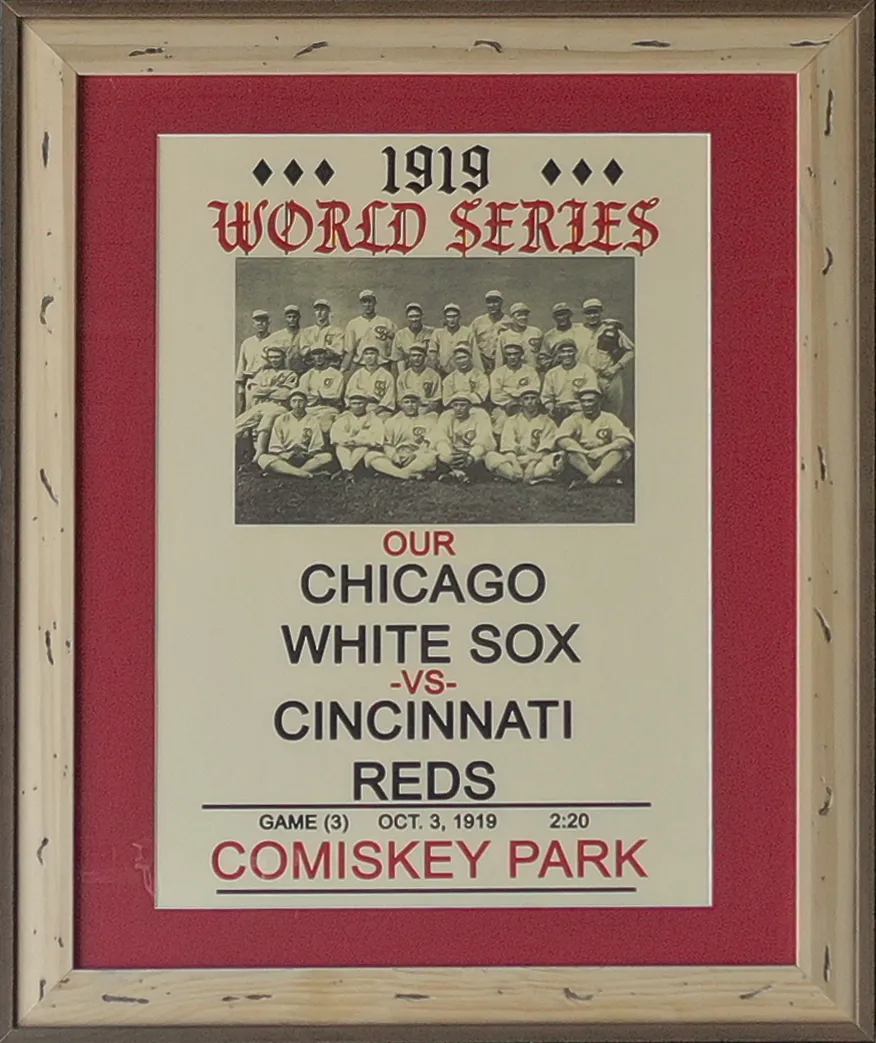 1919
WORLD SERIES
OUR
CHICAGO
WHITE SOX
-VS-
CINCINNATI
REDS
GAME (3) OCT. 3, 1919 2:20
COMISKEY PARK